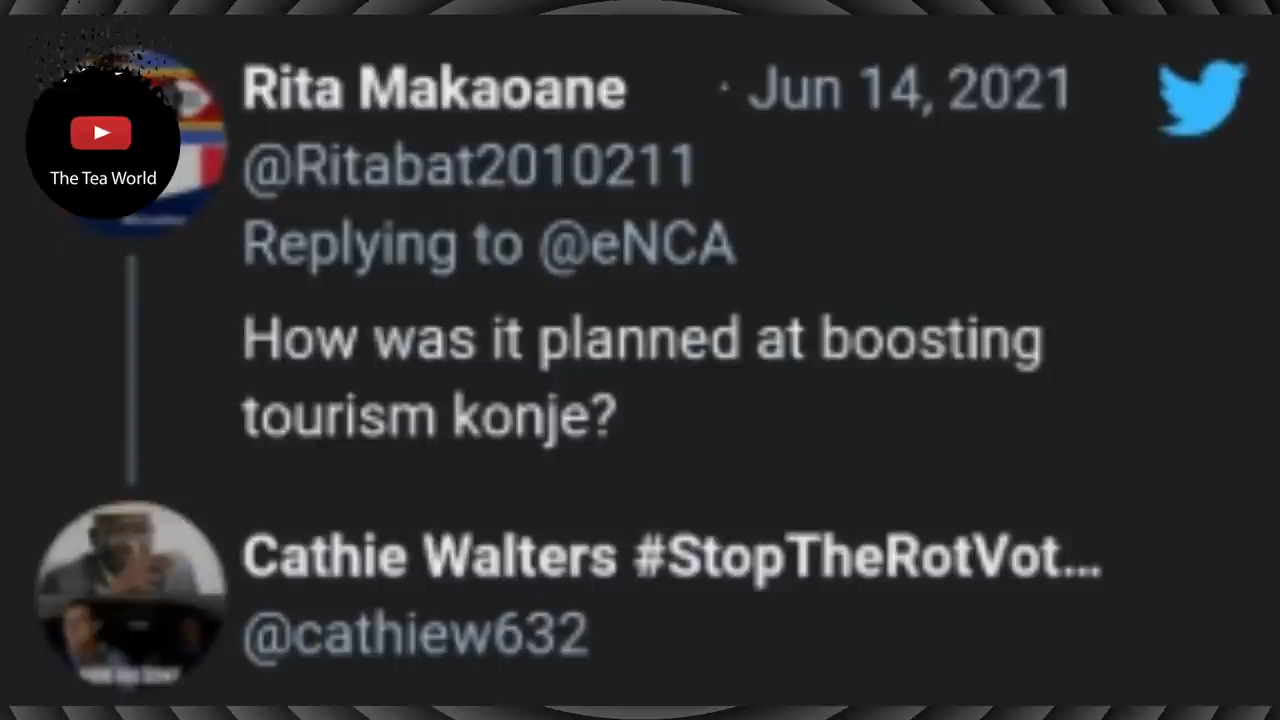 The Tea World
Rita Makaoane · Jun 14, 2021
@Ritabat2010211
Replying to @eNCA
How was it planned at boosting
tourism konje?
Cathie Walters #StopTheRotVot...
@cathiew632